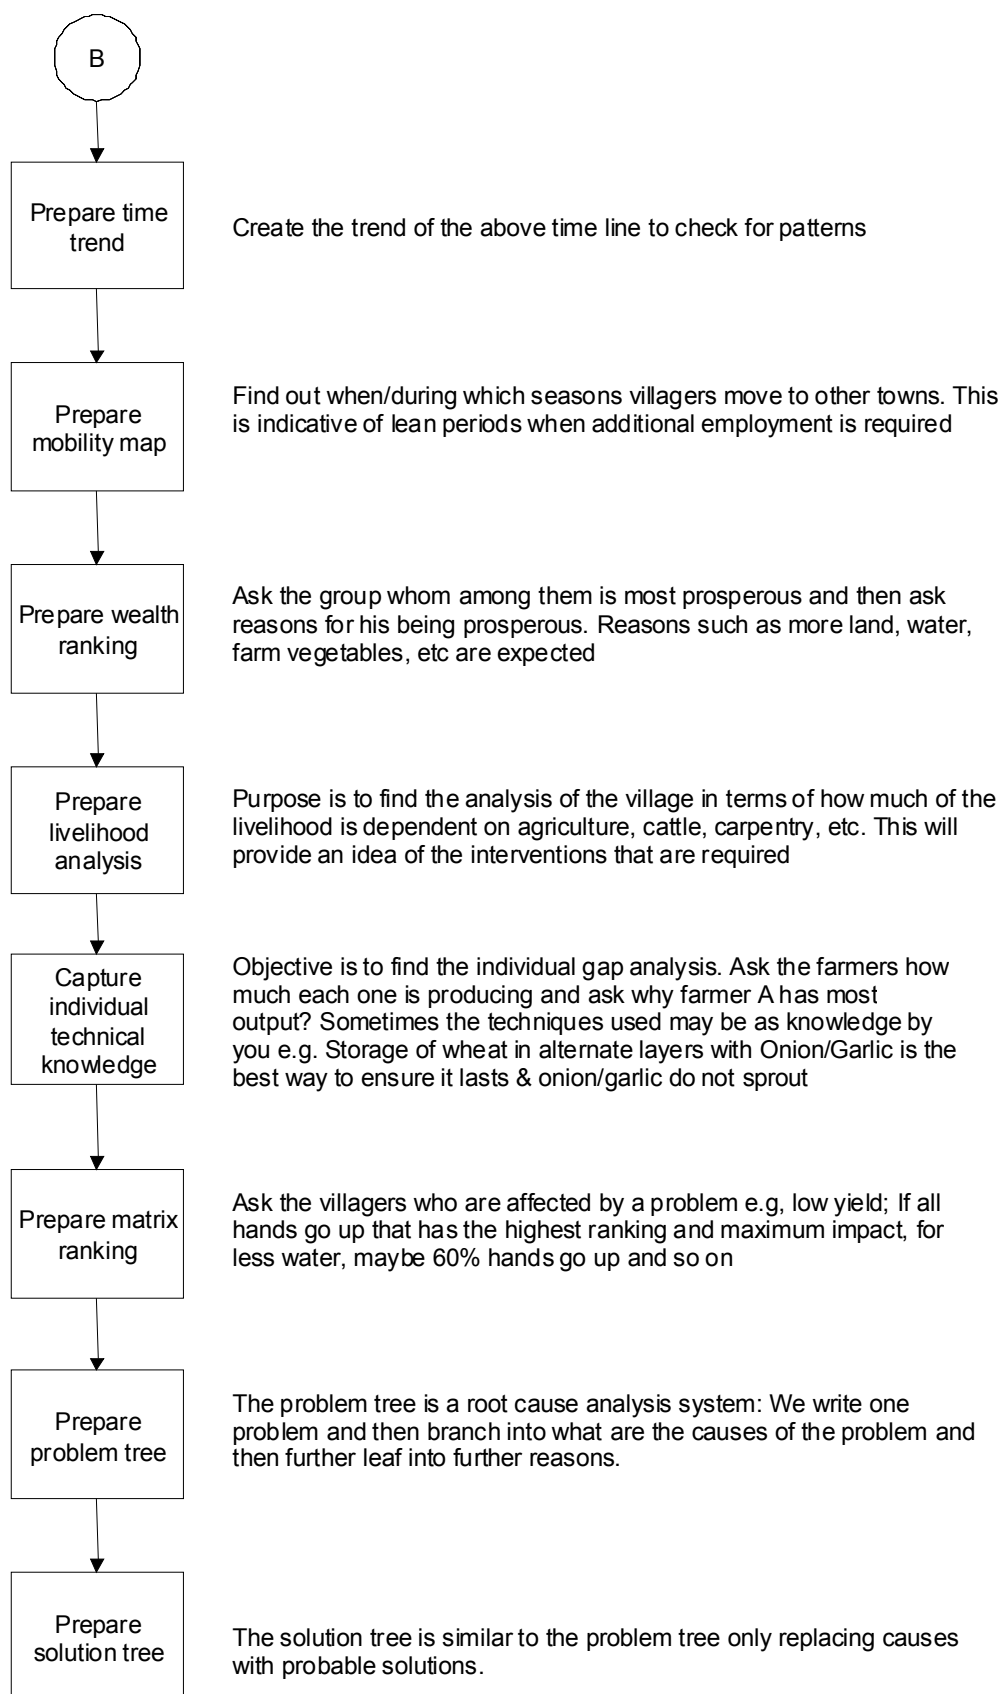 B
Prepare time
trend
Create the trend of the above time line to check for patterns
Prepare
mobility map
Find out when/during which seasons villagers move to other towns. This
is indicative of lean periods when additional employment is required
Prepare wealth
ranking
Ask the group whom among them is most prosperous and then ask
reasons for his being prosperous. Reasons such as more land, water,
farm vegetables, etc are expected
Prepare
livelihood
analysis
Purpose is to find the analysis of the village in terms of how much of the
livelihood is dependent on agriculture, cattle, carpentry, etc. This will
provide an idea of the interventions that are required
Capture
individual
technical
knowledge
Objective is to find the individual gap analysis. Ask the farmers how
much each one is producing and ask why farmer A has most
output? Sometimes the techniques used may be as knowledge by
you e.g. Storage of wheat in alternate layers with Onion/Garlic is the
best way to ensure it lasts & onion/garlic do not sprout
Prepare matrix
ranking
Ask the villagers who are affected by a problem e.g, low yield; If all
hands go up that has the highest ranking and maximum impact, for
less water, maybe 60% hands go up and so on
Prepare
problem tree
The problem tree is a root cause analysis system: We write one
problem and then branch into what are the causes of the problem and
then further leaf into further reasons.
Prepare
solution tree
The solution tree is similar to the problem tree only replacing causes
with probable solutions.